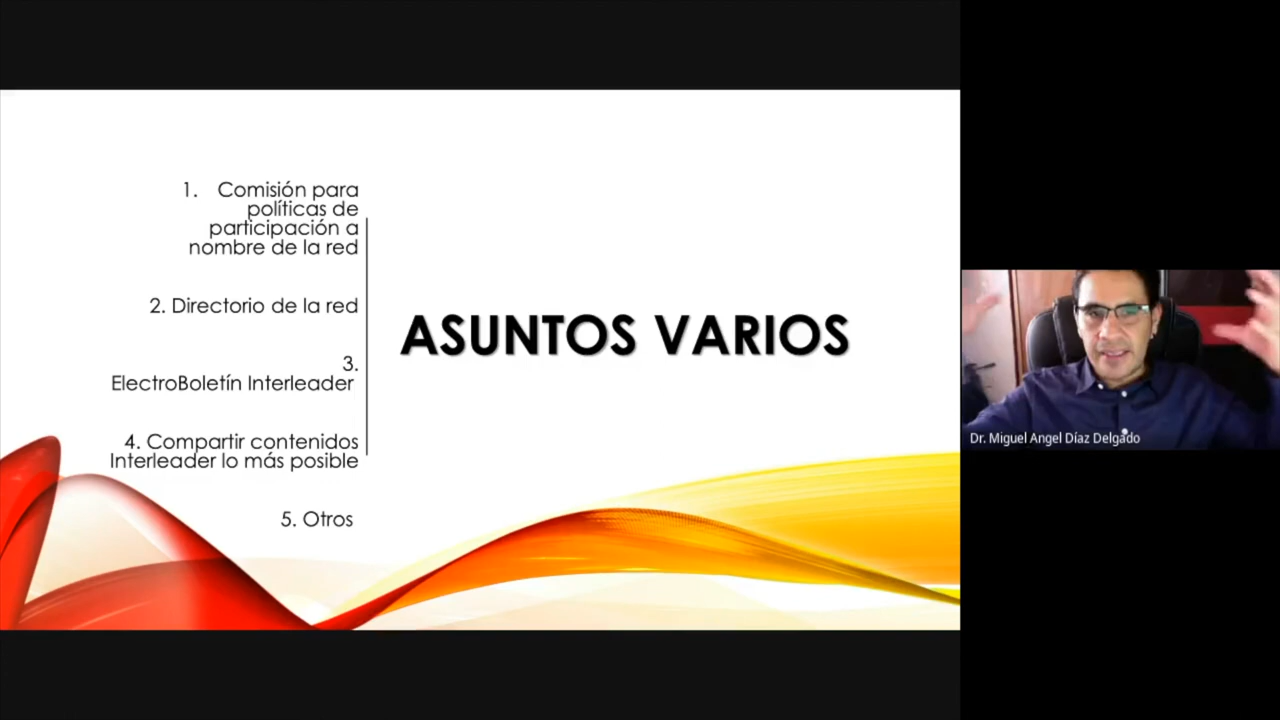 1. Comisión para
políticas de
participación a
nombre de la red
2. Directorio de la red
3.
ElectroBoletín Interleader
4. Compartir contenidos
Interleader lo más posible
5. Otros
ASUNTOS VARIOS
Dr. Miguel Angel Díaz Delgado